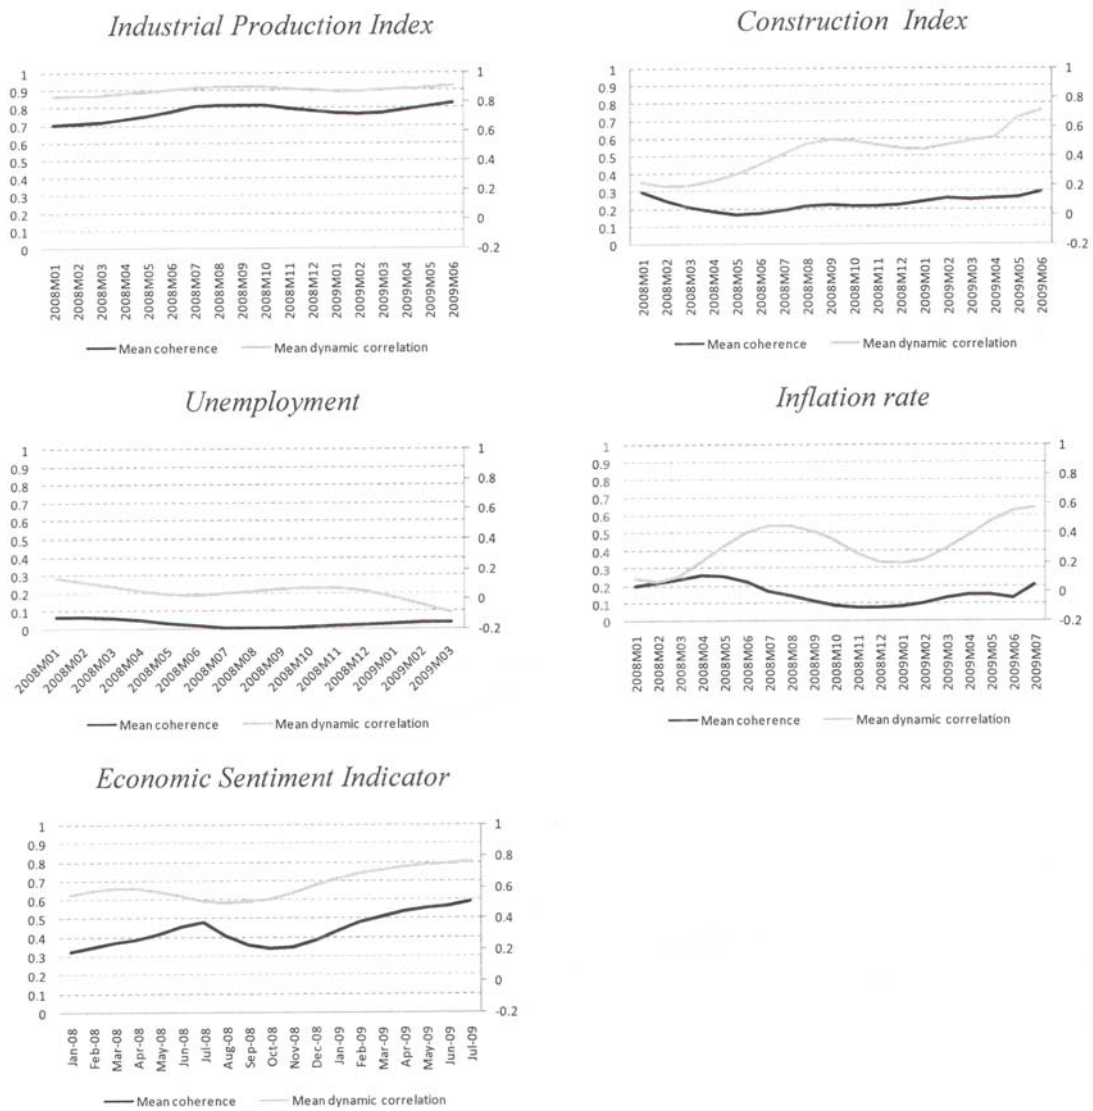 Industrial Production Index
1
0.9
0.8
0.7
0.6
0.5
0.4
0.3
0.2
0.1
0
1
0.8
0.6
0.4
0.2
0
-0.2
2008M01
2008M02
2008M03
2008M04
2008M05
2008M06
2008M07
2008M08
2008M09
2008M10
2008M11
2008M12
2009M01
2009M02
2009M03
2009M04
2009M05
2009M06
Mean coherence Mean dynamic correlation
Construction Index
1
0.9
0.8
0.7
0.6
0.5
0.4
0.3
0.2
0.1
0
1
0.8
0.6
0.4
0.2
0
-0.2
2008M01
2008M02
2008M03
2008M04
2008M05
2008M06
2008M07
2008M08
2008M09
2008M10
2008M11
2008M12
2009M01
2009M02
2009M03
2009M04
2009M05
2009M06
Mean coherence Mean dynamic correlation
Unemployment
1
0.9
0.8
0.7
0.6
0.5
0.4
0.3
0.2
0.1
0
1
0.8
0.6
0.4
0.2
0
-0.2
2008M01
2008M02
2008M03
2008M04
2008M05
2008M06
2008M07
2008M08
2008M09
2008M10
2008M11
2008M12
2009M01
2009M02
2009M03
Mean coherence Mean dynamic correlation
Inflation rate
1
0.9
0.8
0.7
0.6
0.5
0.4
0.3
0.2
0.1
0
1
0.8
0.6
0.4
0.2
0
-0.2
2008M01
2008M02
2008M03
2008M04
2008M05
2008M06
2008M07
2008M08
2008M09
2008M10
2008M11
2008M12
2009M01
2009M02
2009M03
2009M04
2009M05
2009M06
2009M07
Mean coherence Mean dynamic correlation
Economic Sentiment Indicator
1
0.9
0.8
0.7
0.6
0.5
0.4
0.3
0.2
0.1
0
1
0.8
0.6
0.4
0.2
0
-0.2
Jan-08
Feb-08
Mar-08
Apr-08
May-08
Jun-08
Jul-08
Aug-08
Sep-08
Oct-08
Nov-08
Dec-08
Jan-09
Feb-09
Mar-09
Apr-09
May-09
Jun-09
Jul-09
Mean coherence Mean dynamic correlation